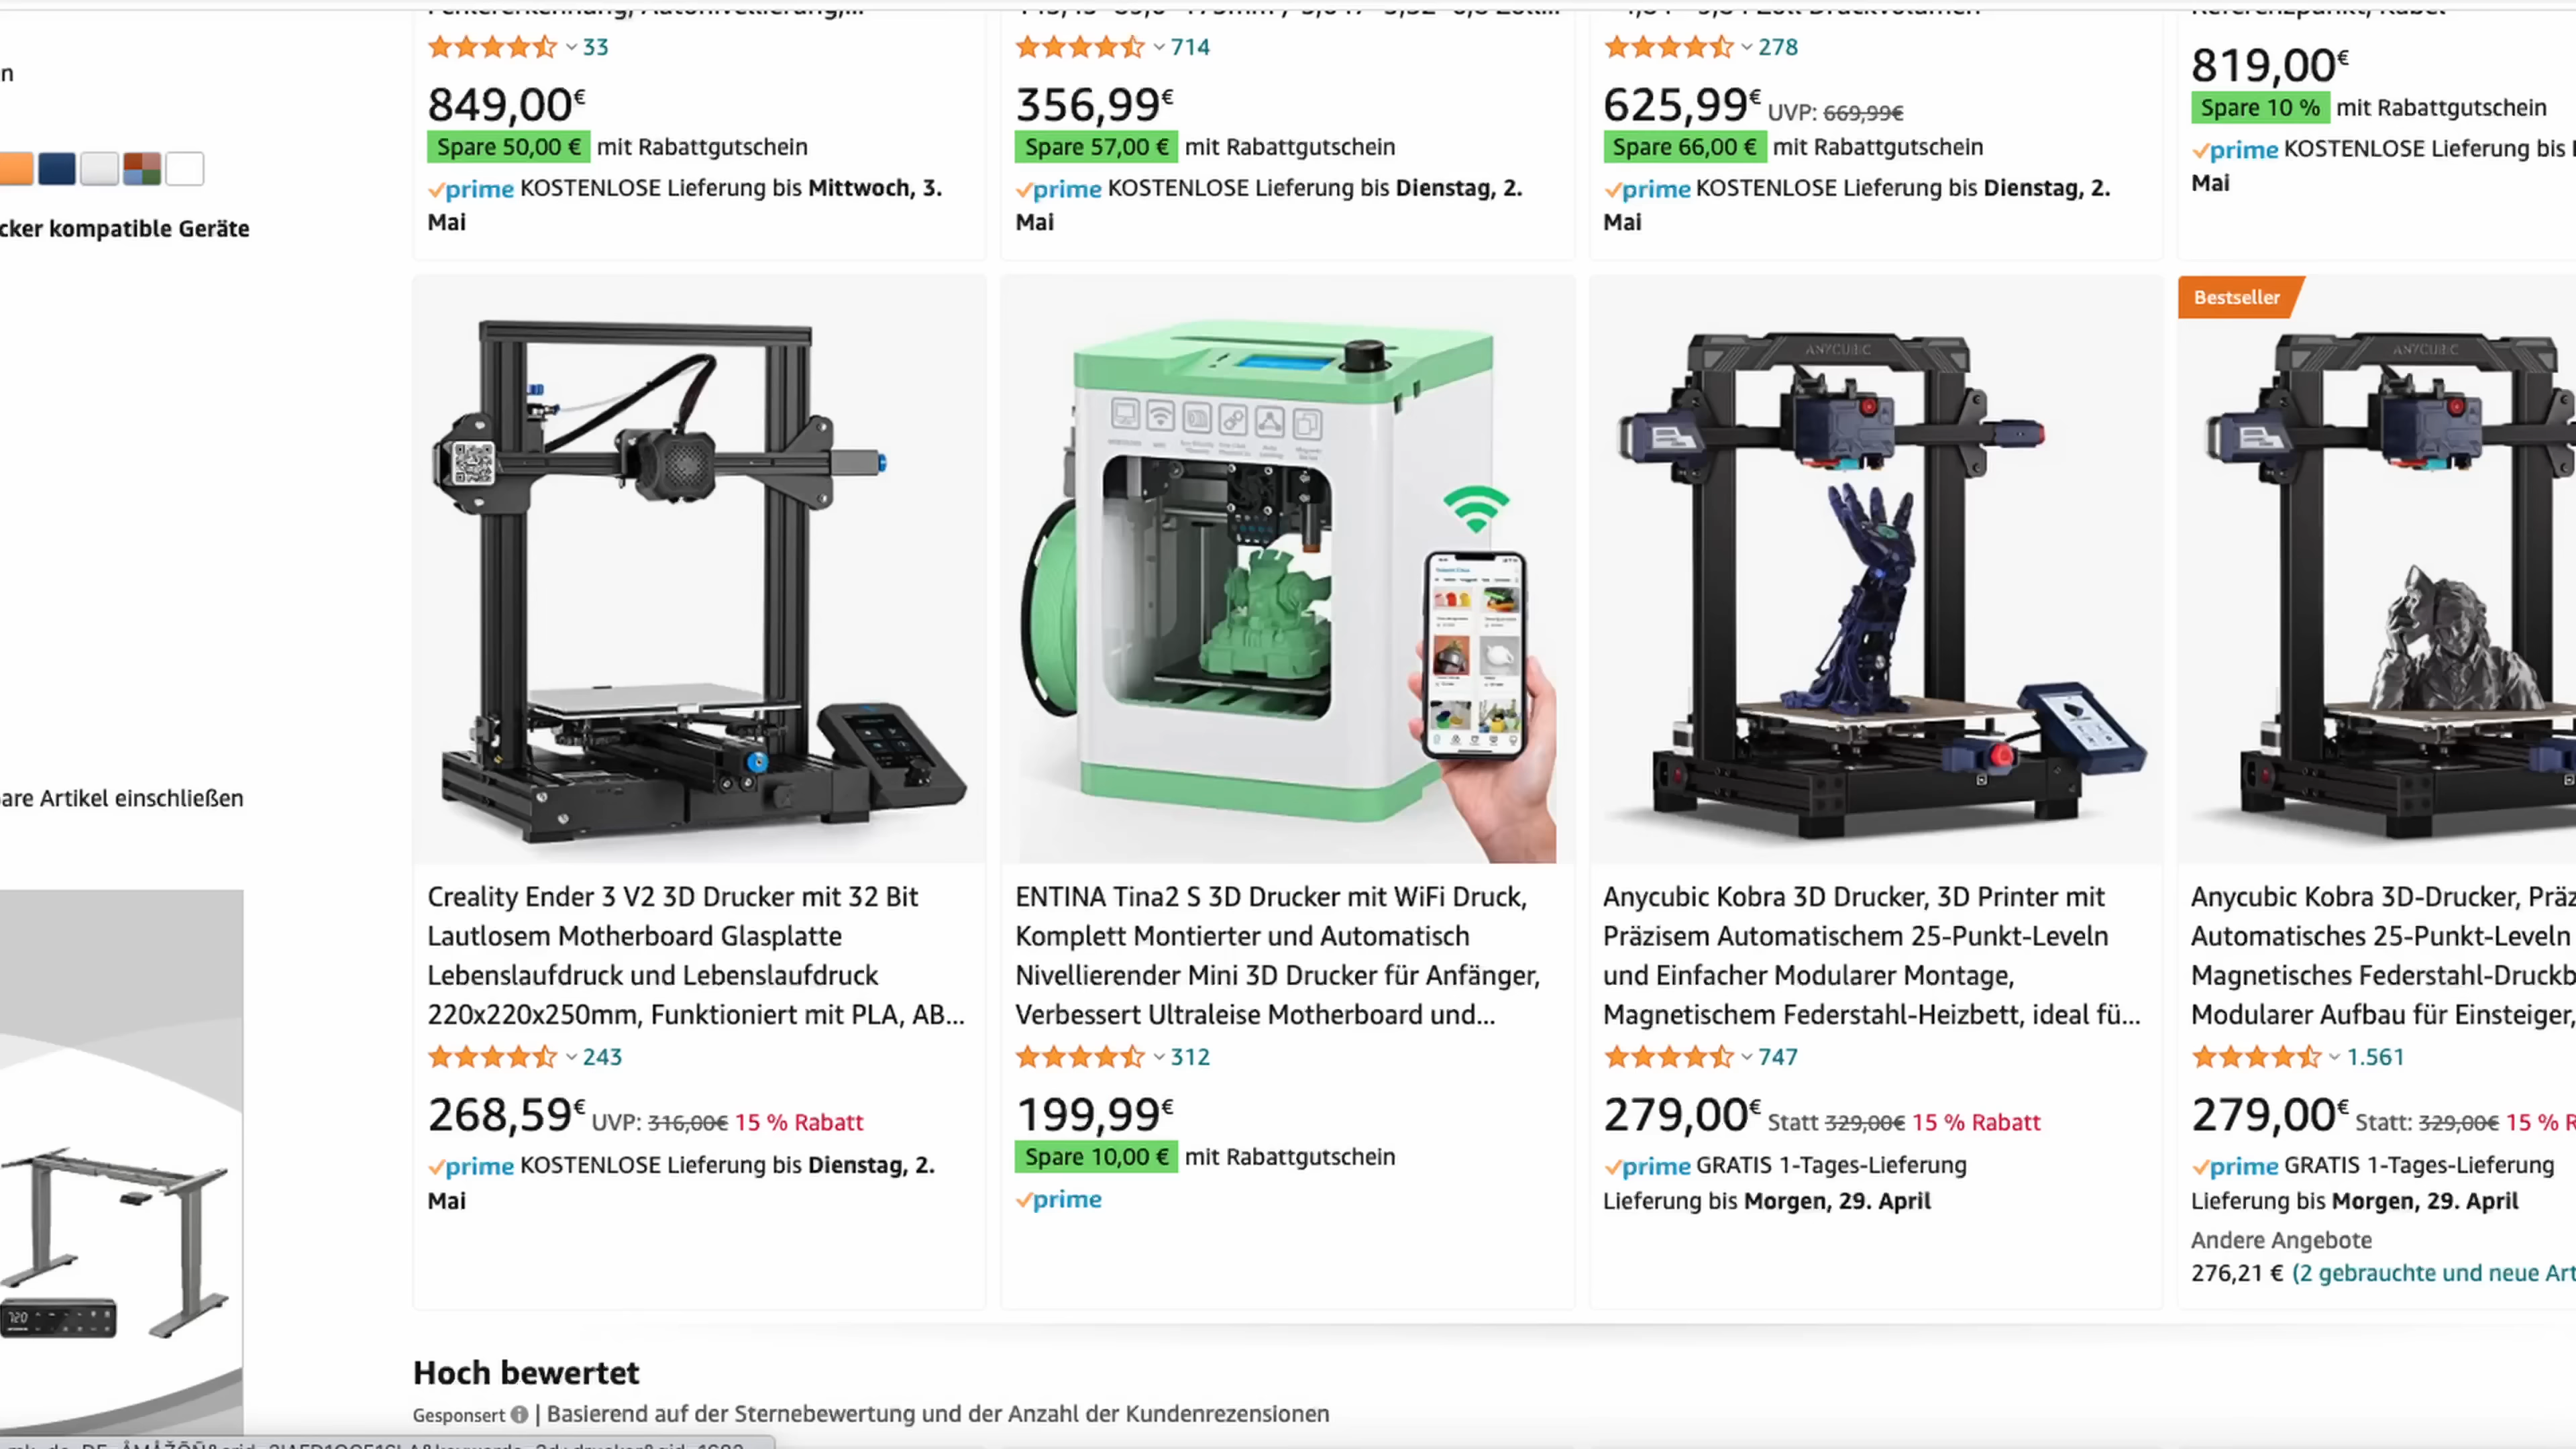 n
cker kompatible Geräte
are Artikel einschließen
33
849,00€
Spare 50,00 € mit Rabattgutschein
prime KOSTENLOSE Lieferung bis Mittwoch, 3.
Mai
714
356,99€
Spare 57,00 € mit Rabattgutschein
prime KOSTENLOSE Lieferung bis Dienstag, 2.
Mai
278
625,99€ UVP: 669,99€
Spare 66,00 € mit Rabattgutschein
prime KOSTENLOSE Lieferung bis Dienstag, 2.
Mai
819,00€
Spare 10 % mit Rabattgutschein
prime KOSTENLOSE Lieferung bis
Mai
Creality Ender 3 V2 3D Drucker mit 32 Bit
Lautlosem Motherboard Glasplatte
Lebenslaufdruck und Lebenslaufdruck
220x220x250mm, Funktioniert mit PLA, AB...
243
268,59€ UVP: 316,00€ 15 % Rabatt
prime KOSTENLOSE Lieferung bis Dienstag, 2.
Mai
ENTINA Tina2 S 3D Drucker mit WiFi Druck,
Komplett Montierter und Automatisch
Nivellierender Mini 3D Drucker für Anfänger,
Verbessert Ultraleise Motherboard und...
312
199,99€
Spare 10,00 € mit Rabattgutschein
prime
ANYCUBIC
Anycubic Kobra 3D Drucker, 3D Printer mit
Präzisem Automatischem 25-Punkt-Leveln
und Einfacher Modularer Montage,
Magnetischem Federstahl-Heizbett, ideal fü...
747
279,00€ Statt 329,00€ 15 % Rabatt
prime GRATIS 1-Tages-Lieferung
Lieferung bis Morgen, 29. April
Bestseller
ANYCUBIC
Anycubic Kobra 3D-Drucker, Präz
Automatisches 25-Punkt-Leveln
Magnetisches Federstahl-Druckb
Modularer Aufbau für Einsteiger,
1.561
279,00€ Statt: 329,00€ 15 % R
prime GRATIS 1-Tages-Lieferung
Lieferung bis Morgen, 29. April
Andere Angebote
276,21 € (2 gebrauchte und neue Art
Hoch bewertet
Gesponsert | Basierend auf der Sternebewertung und der Anzahl der Kundenrezensionen